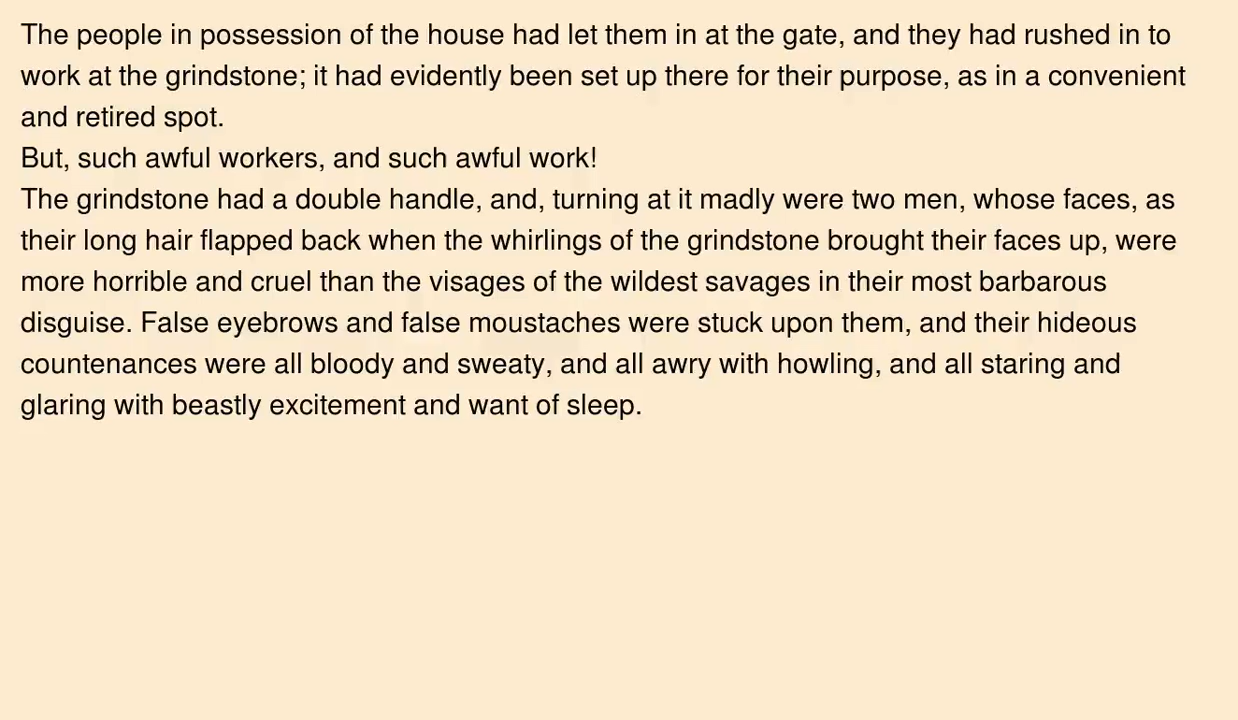 The people in possession of the house had let them in at the gate, and they had rushed in to
work at the grindstone; it had evidently been set up there for their purpose, as in a convenient
and retired spot.
But, such awful workers, and such awful work!
The grindstone had a double handle, and, turning at it madly were two men, whose faces, as
their long hair flapped back when the whirlings of the grindstone brought their faces up, were
more horrible and cruel than the visages of the wildest savages in their most barbarous
disguise. False eyebrows and false moustaches were stuck upon them, and their hideous
countenances were all bloody and sweaty, and all awry with howling, and all staring and
glaring with beastly excitement and want of sleep.